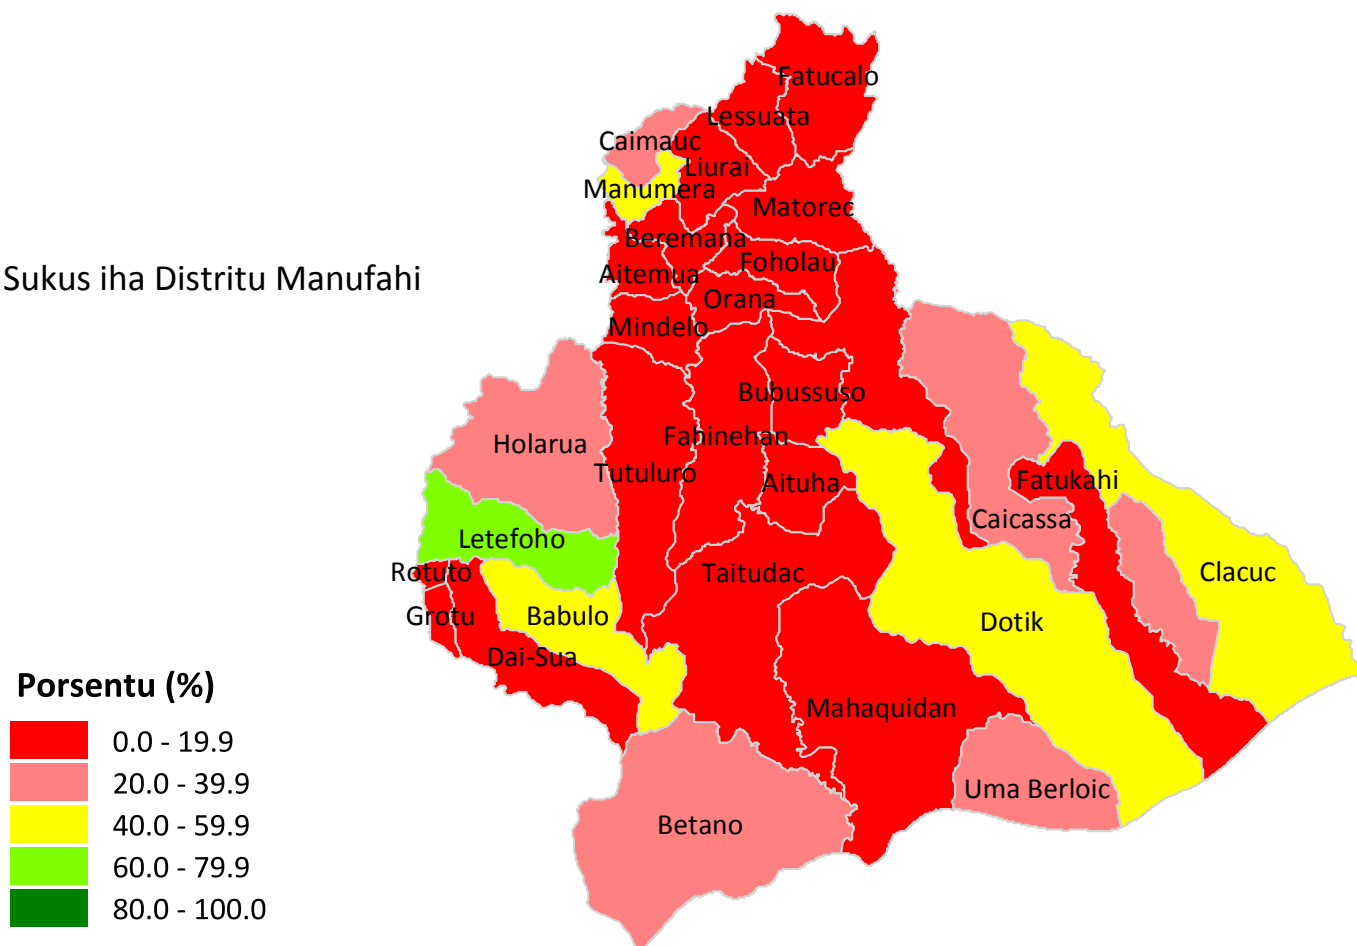 Fatucalo
Lessuata
Caimauc
Liurai
Manumera
Matorec
Beremana
Foholau
Aitemua
Sukus iha Distritu Manufahi
Orana
Mindelo
Bubussuso
Fahinehan
Holarua
Tutuluro
Aituha
Fatukahi
Caicassa
Letefoho
Rotuto
Taitudac
Clacuc
Grotu
Babulo
Dotik
Dai-Sua
Mahaquidan
Uma Berloic
Betano
Porsentu (%)
0.0 - 19.9
20.0 - 39.9
40.0 - 59.9
60.0 - 79.9
80.0 - 100.0